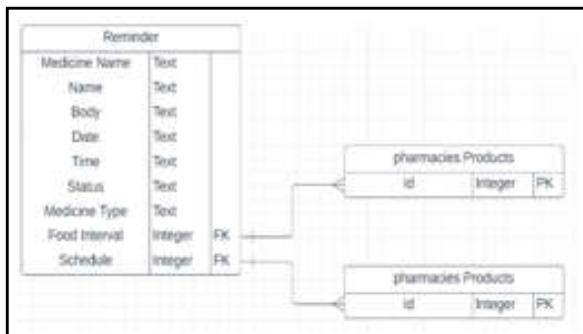 Reminder
Medicine Name Text
Name Text
Body Text
Date Text
Time Text
Status Text
Medicine Type Text
Food Interval Integer FK
Schedule Integer FK
pharmacies Products
id Integer PK
pharmacies Products
id Integer PK